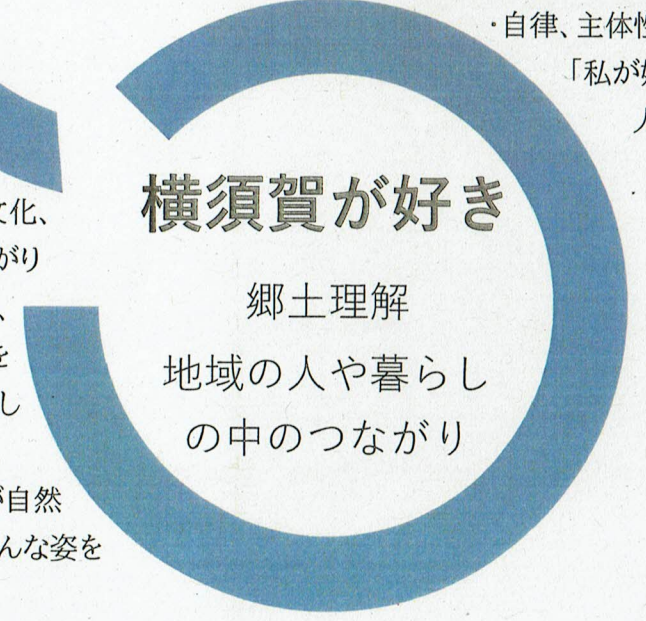 ・自律、主体性
「私が
横須賀が好き
郷土理解
地域の人や暮らし
の中のつながり
文化、
がり
、
を
し
が自然
んな姿を